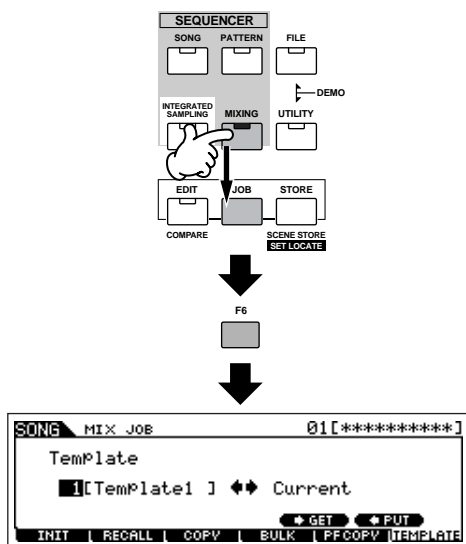 SEQUENCER
SONG PATTERN FILE
DEMO
INTEGRATED SAMPLING MIXING UTILITY
EDIT JOB STORE
COMPARE SCENE STORE
SET LOCATE
F6
SONG MIX JOB 01[**********]
Template
1[Template1 ] Current
GET PUT
INIT RECALL COPY BULK PFCOPY TEMPLATE